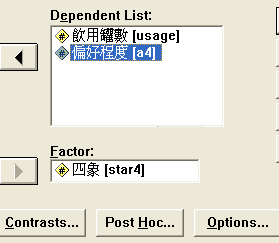 Dependent List:
飲用罐數 [usage]
偏好程度 [a4]
Factor:
四象 [star4]
Contrasts...
Post Hoc...
Options...